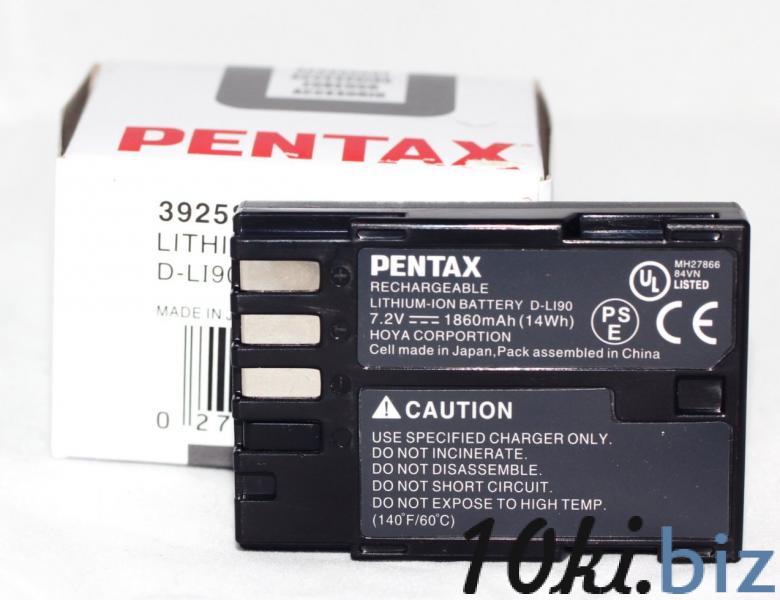 PENTAX
3925
LITHI
D-LI90
MADE IN J
0 27
PENTAX
RECHARGEABLE
LITHIUM-ION BATTERY D-LI90
7.2V 1860mAh (14Wh)
HOYA CORPORATION
Cell made in Japan,Pack assembled in China
MH27866
84VN
UL LISTED
PS
E
CE
CAUTION
USE SPECIFIED CHARGER ONLY.
DO NOT INCINERATE.
DO NOT DISASSEMBLE.
DO NOT SHORT CIRCUIT.
DO NOT EXPOSE TO HIGH TEMP.
(140°F/60°C)
10ki.biz